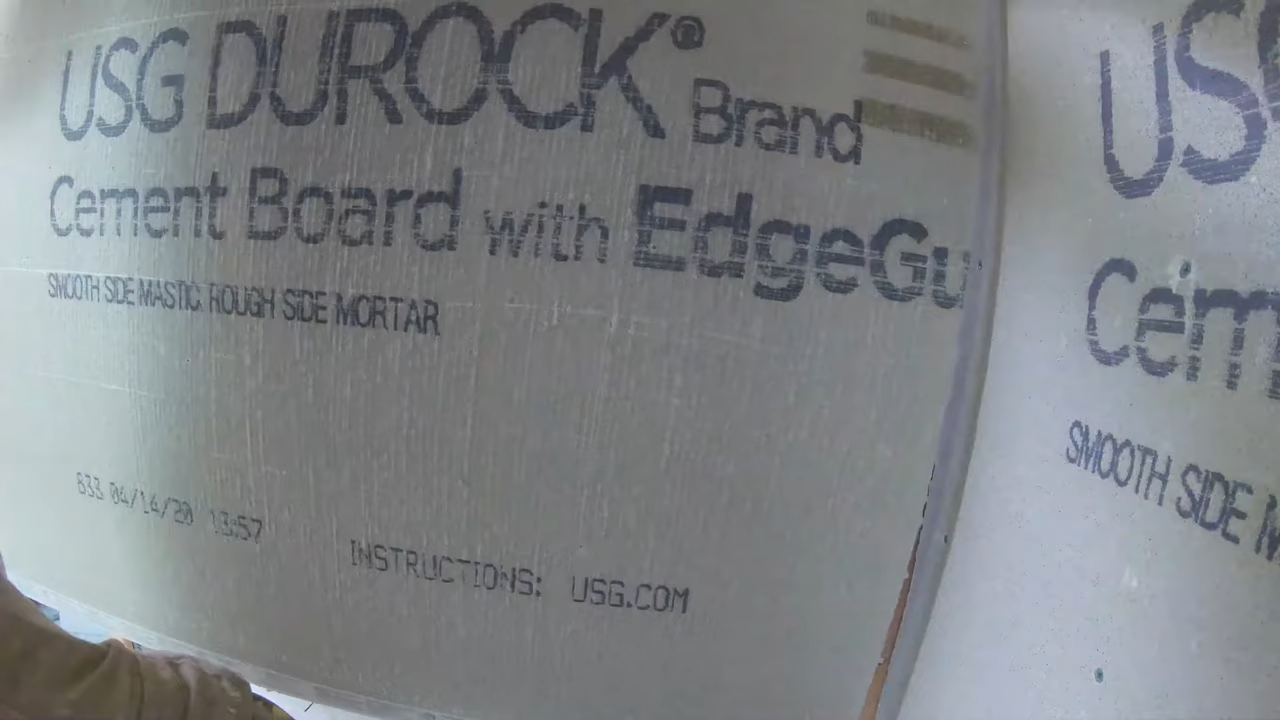 USG DUROCK® Brand
Cement Board with EdgeGu
SMOOTH SIDE MASTIC. ROUGH SIDE MORTAR
833 04/14/20 13:57
INSTRUCTIONS: USG.COM
US
Cem
SMOOTH SIDE M